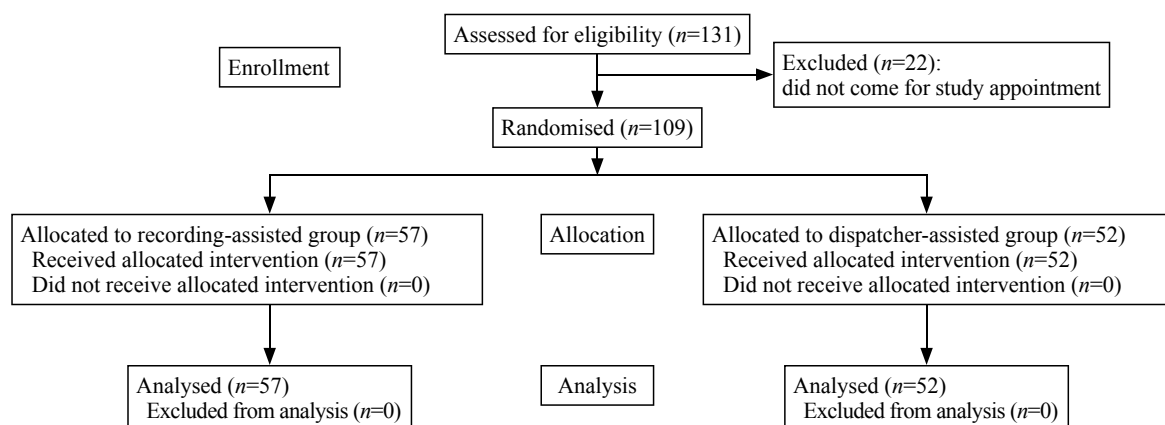 Assessed for eligibility (n=131)
Enrollment
Excluded (n=22):
did not come for study appointment
Randomised (n=109)
Allocated to recording-assisted group (n=57)
Received allocated intervention (n=57)
Did not receive allocated intervention (n=0)
Allocation
Allocated to dispatcher-assisted group (n=52)
Received allocated intervention (n=52)
Did not receive allocated intervention (n=0)
Analysed (n=57)
Excluded from analysis (n=0)
Analysis
Analysed (n=52)
Excluded from analysis (n=0)